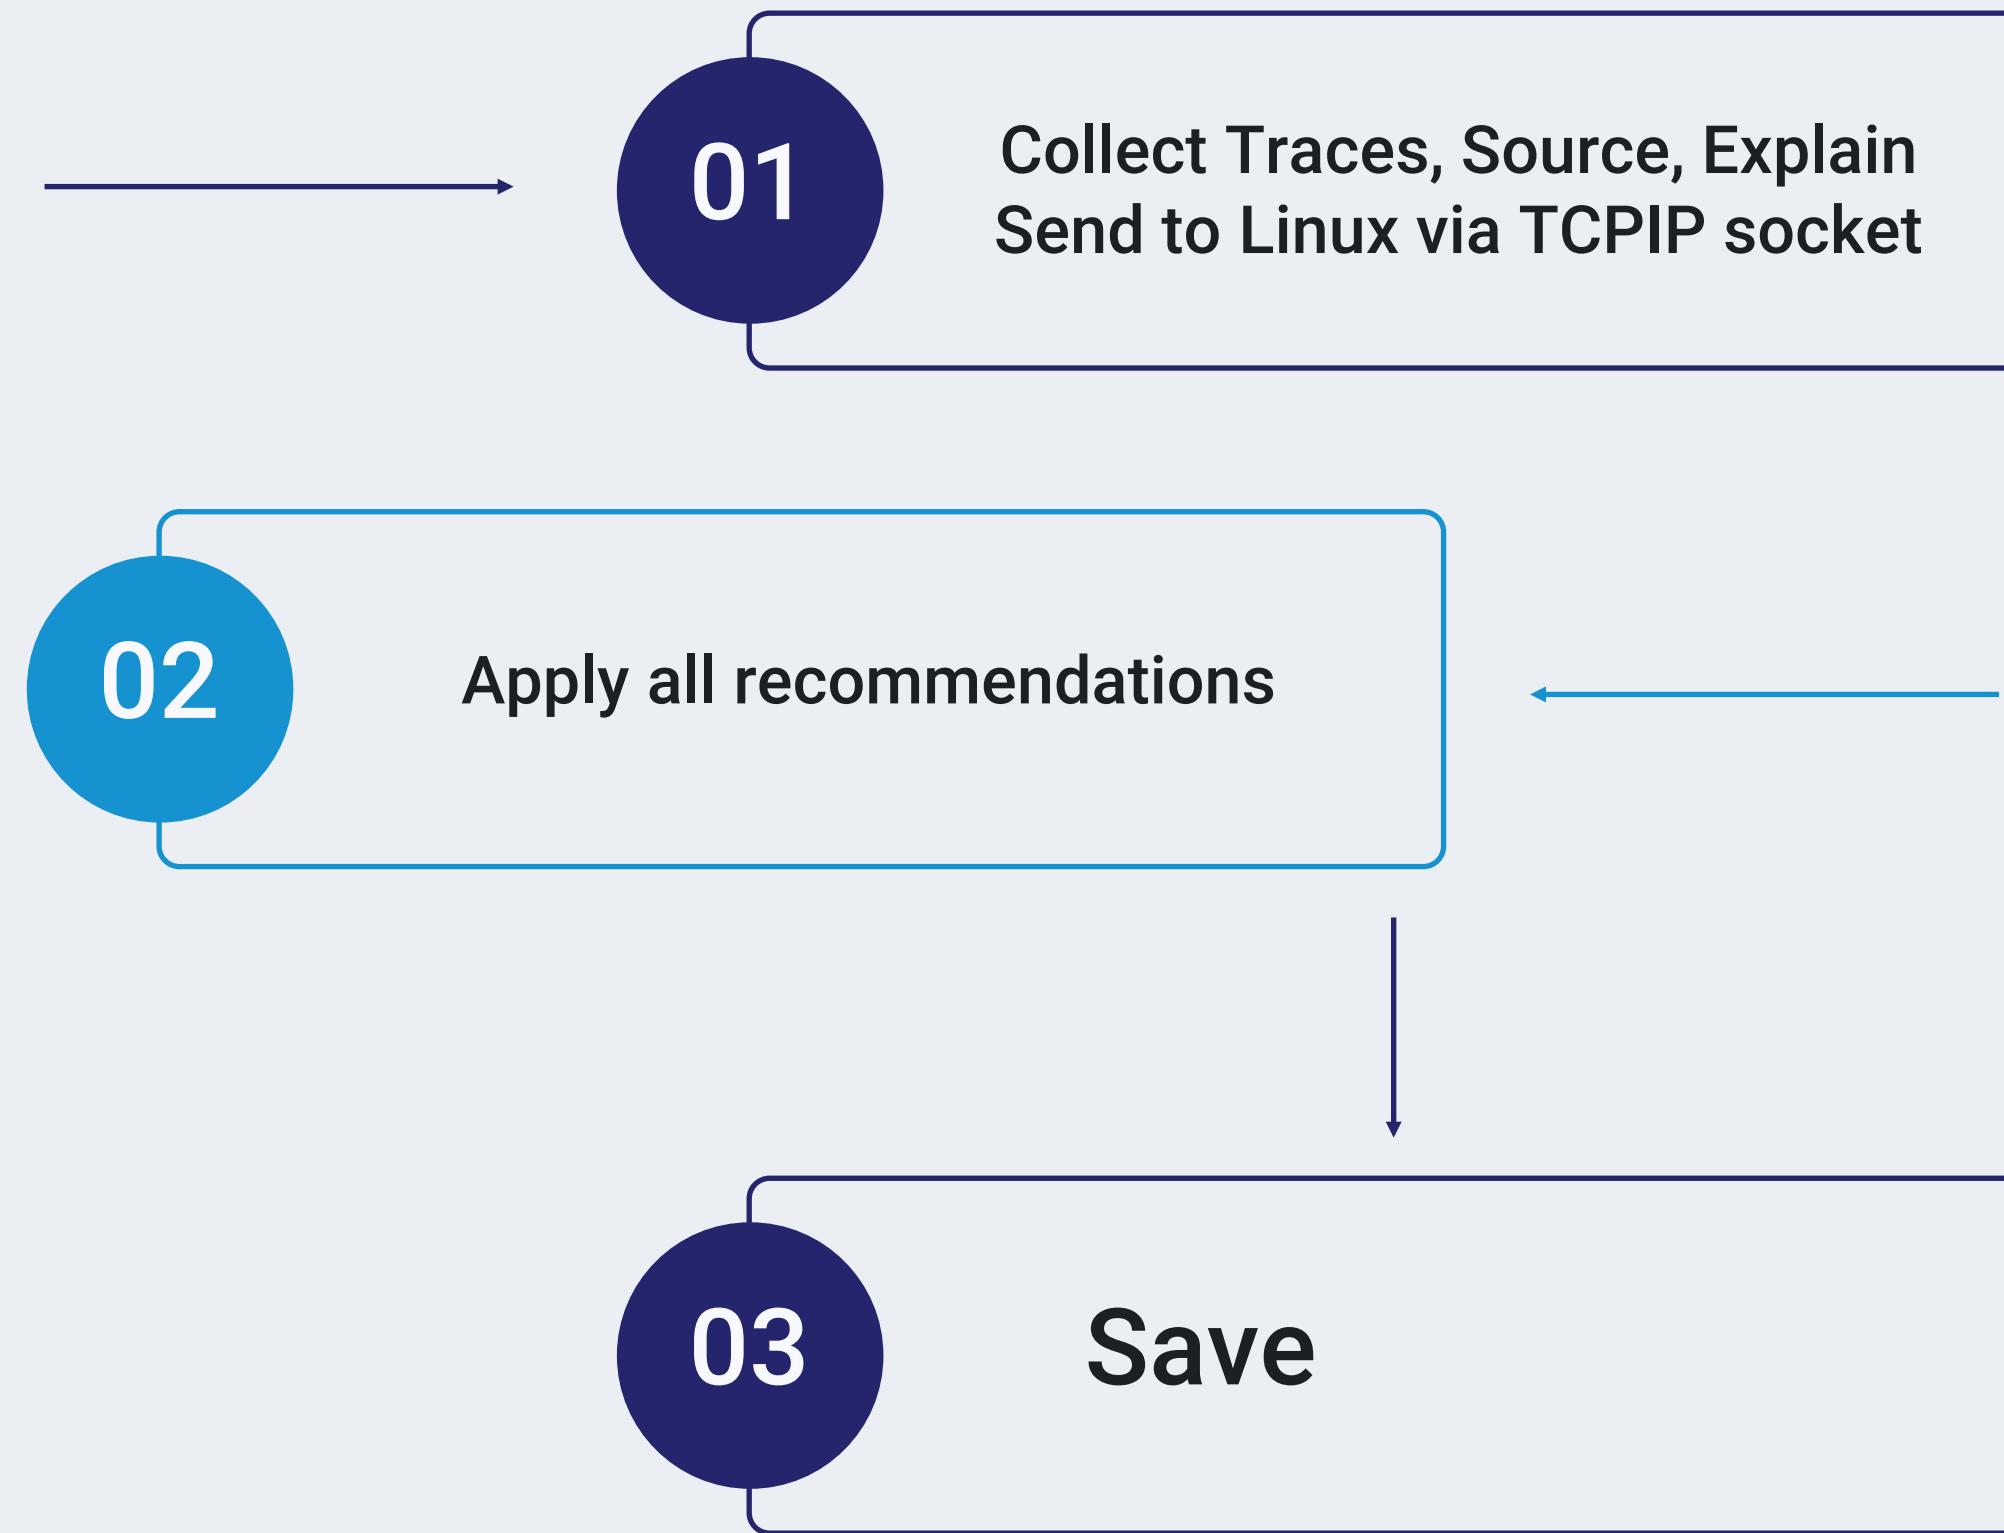 01
Collect Traces, Source, Explain
Send to Linux via TCPIP socket
02
Apply all recommendations
03
Save